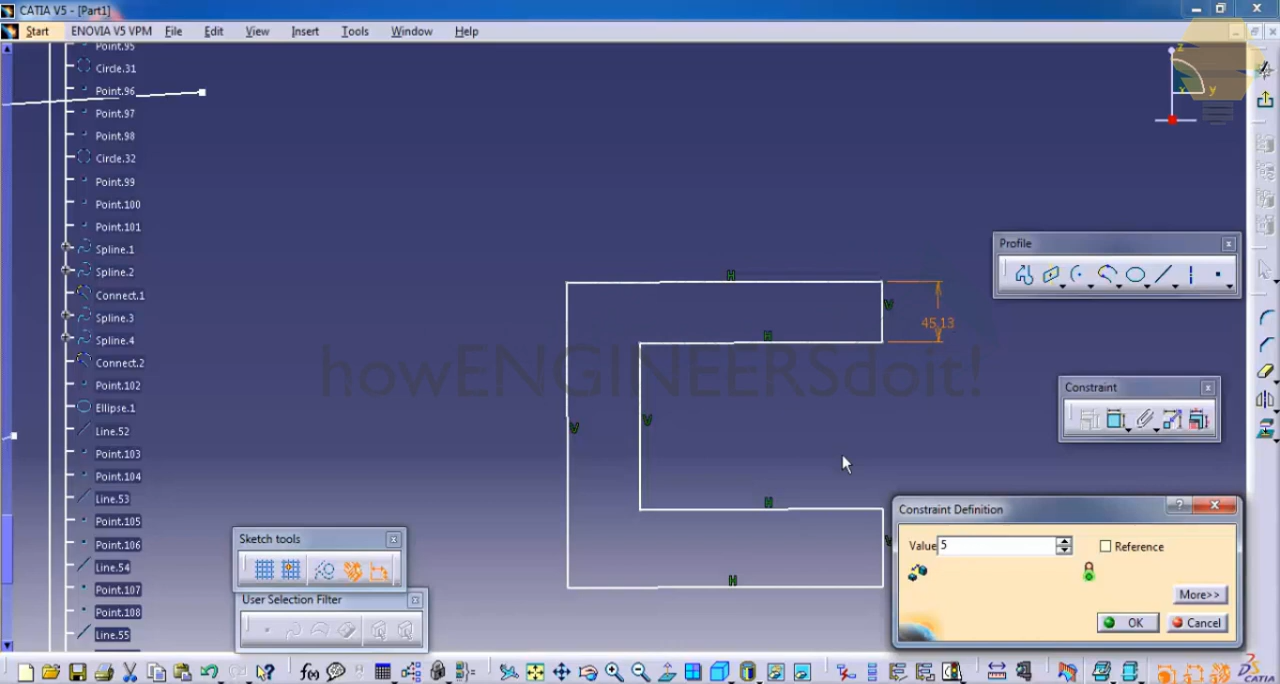 CATIA V5 - [Part1]
Start ENOVIA V5 VPM File Edit View Insert Tools Window Help
Point.95
Circle.31
Point.96
Point.97
Point.98
Circle.32
Point.99
Point.100
Point.101
Spline.1
Spline.2
Connect.1
Spline.3
Spline.4
Connect.2
Point.102
Ellipse.1
Line.52
Point.103
Point.104
Line.53
Point.105
Point.106
Line.54
Point.107
Point.108
Line.55
z
x y
Profile
H
V
45,13
H
howENGINEERSdoit!
Constraint
V
V
H
V
H
Sketch tools
User Selection Filter
Constraint Definition
Value 5
Reference
More>>
OK Cancel
f(x)
CATIA